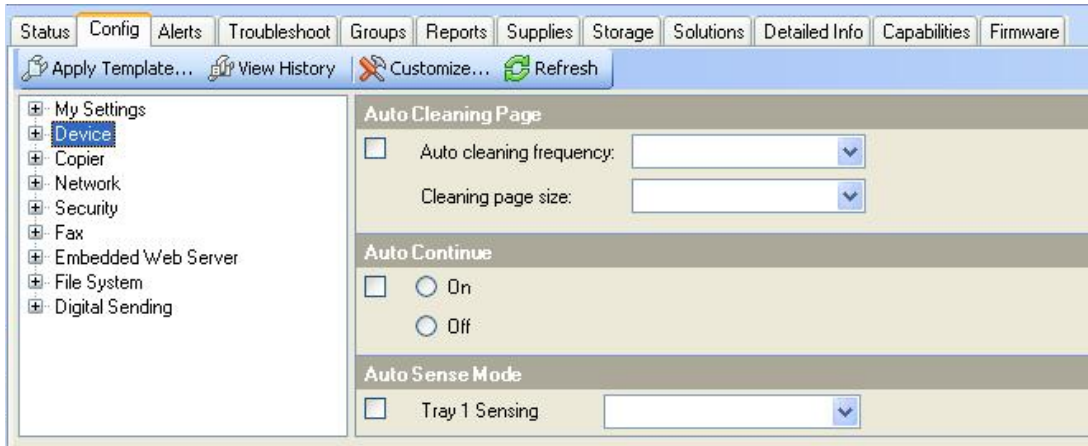 Status Config Alerts Troubleshoot Groups Reports Supplies Storage Solutions Detailed Info Capabilities Firmware
Apply Template... View History Customize... Refresh
My Settings
Device
Copier
Network
Security
Fax
Embedded Web Server
File System
Digital Sending
Auto Cleaning Page
Auto cleaning frequency:
Cleaning page size:
Auto Continue
On
Off
Auto Sense Mode
Tray 1 Sensing